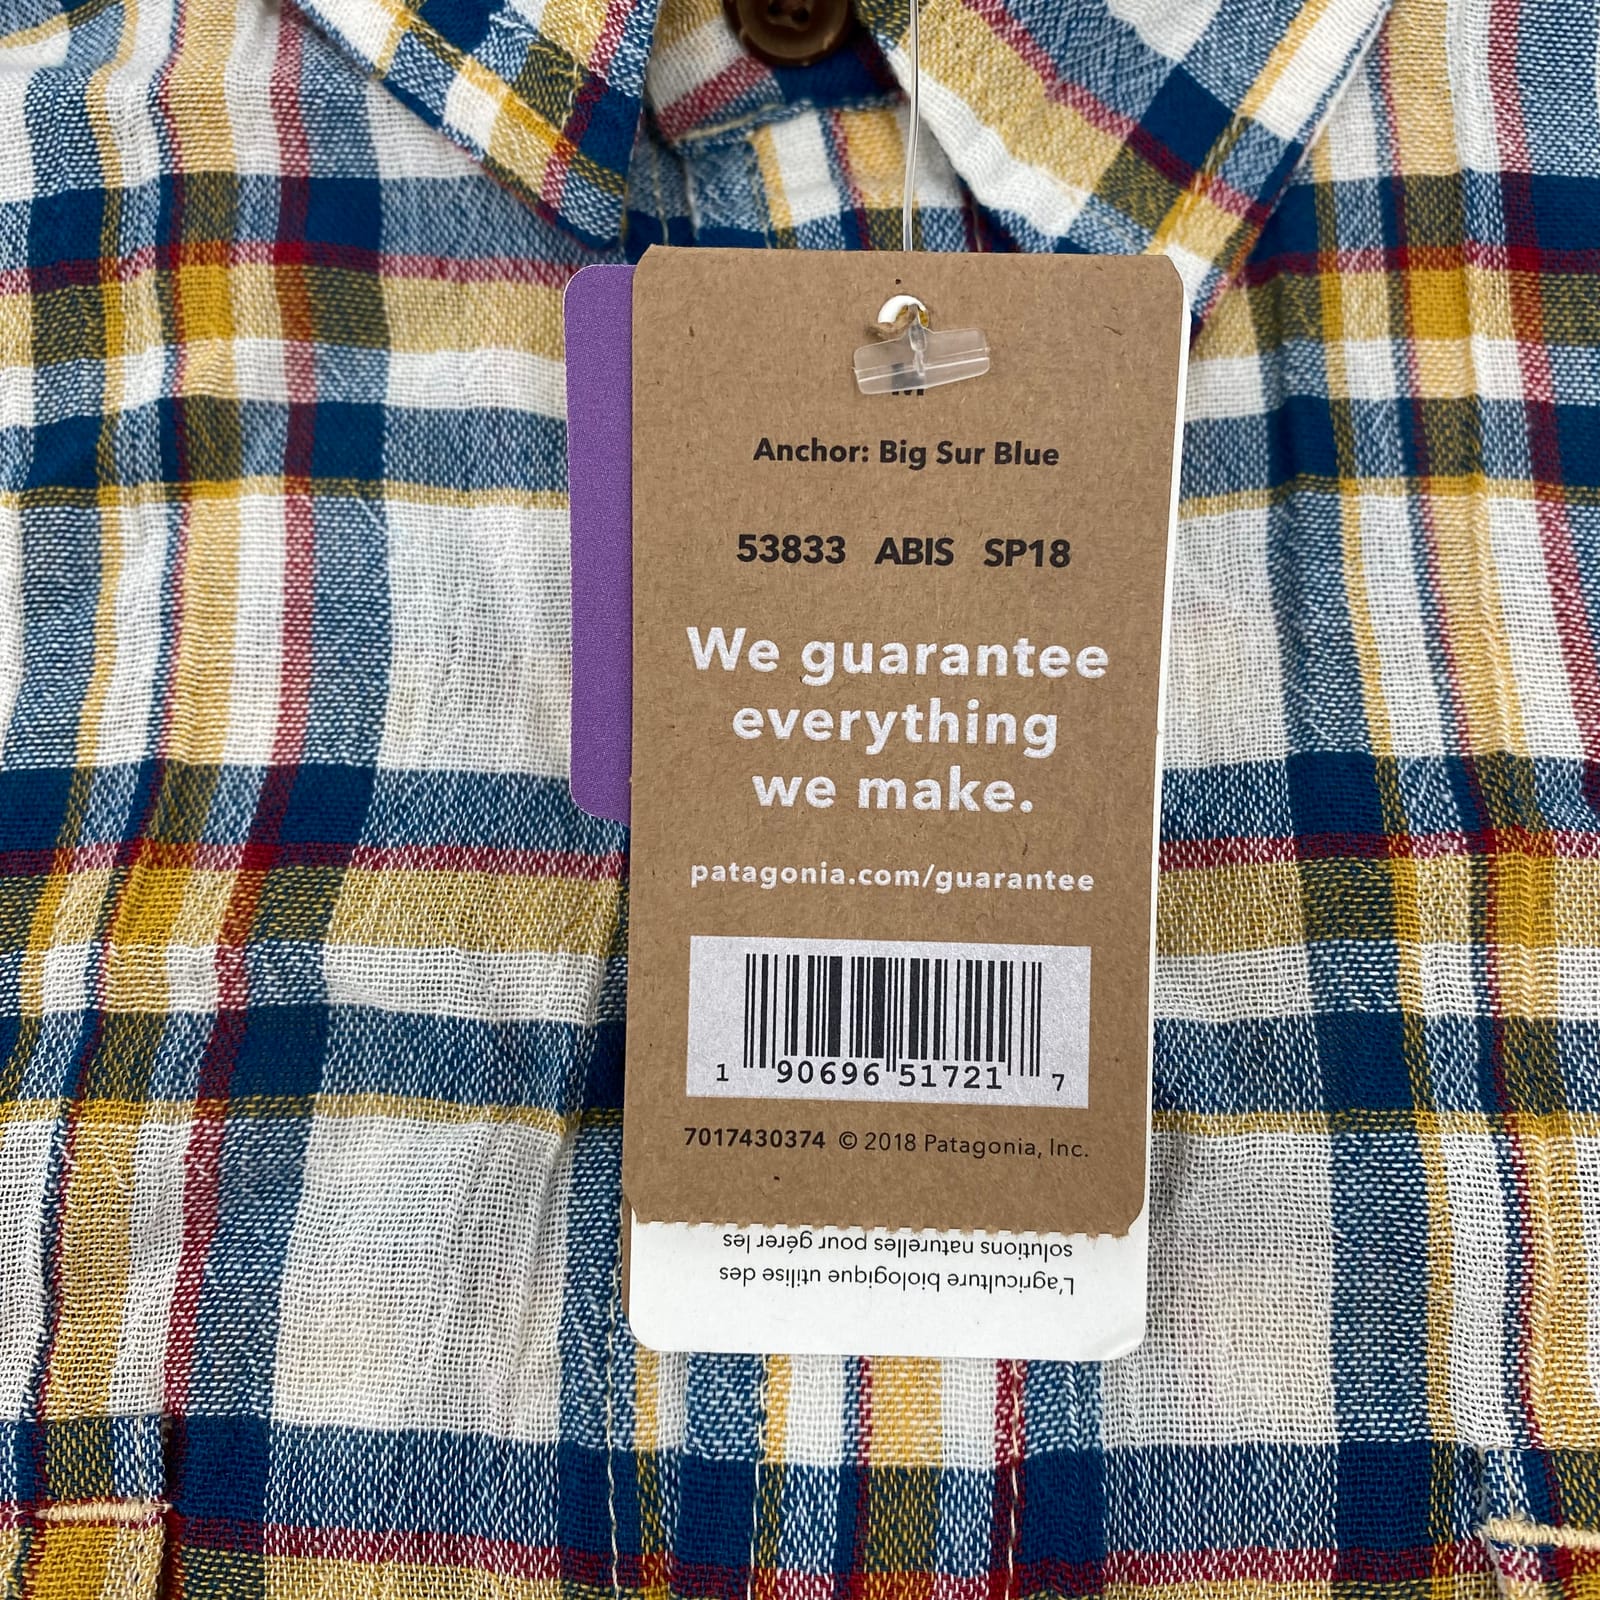 M
Anchor: Big Sur Blue
53833 ABIS SP18
We guarantee
everything
we make.
patagonia.com/guarantee
1 90696 51721 7
7017430374 © 2018 Patagonia, Inc.
L'agriculture biologique utilise des
solutions naturelles pour gérer les